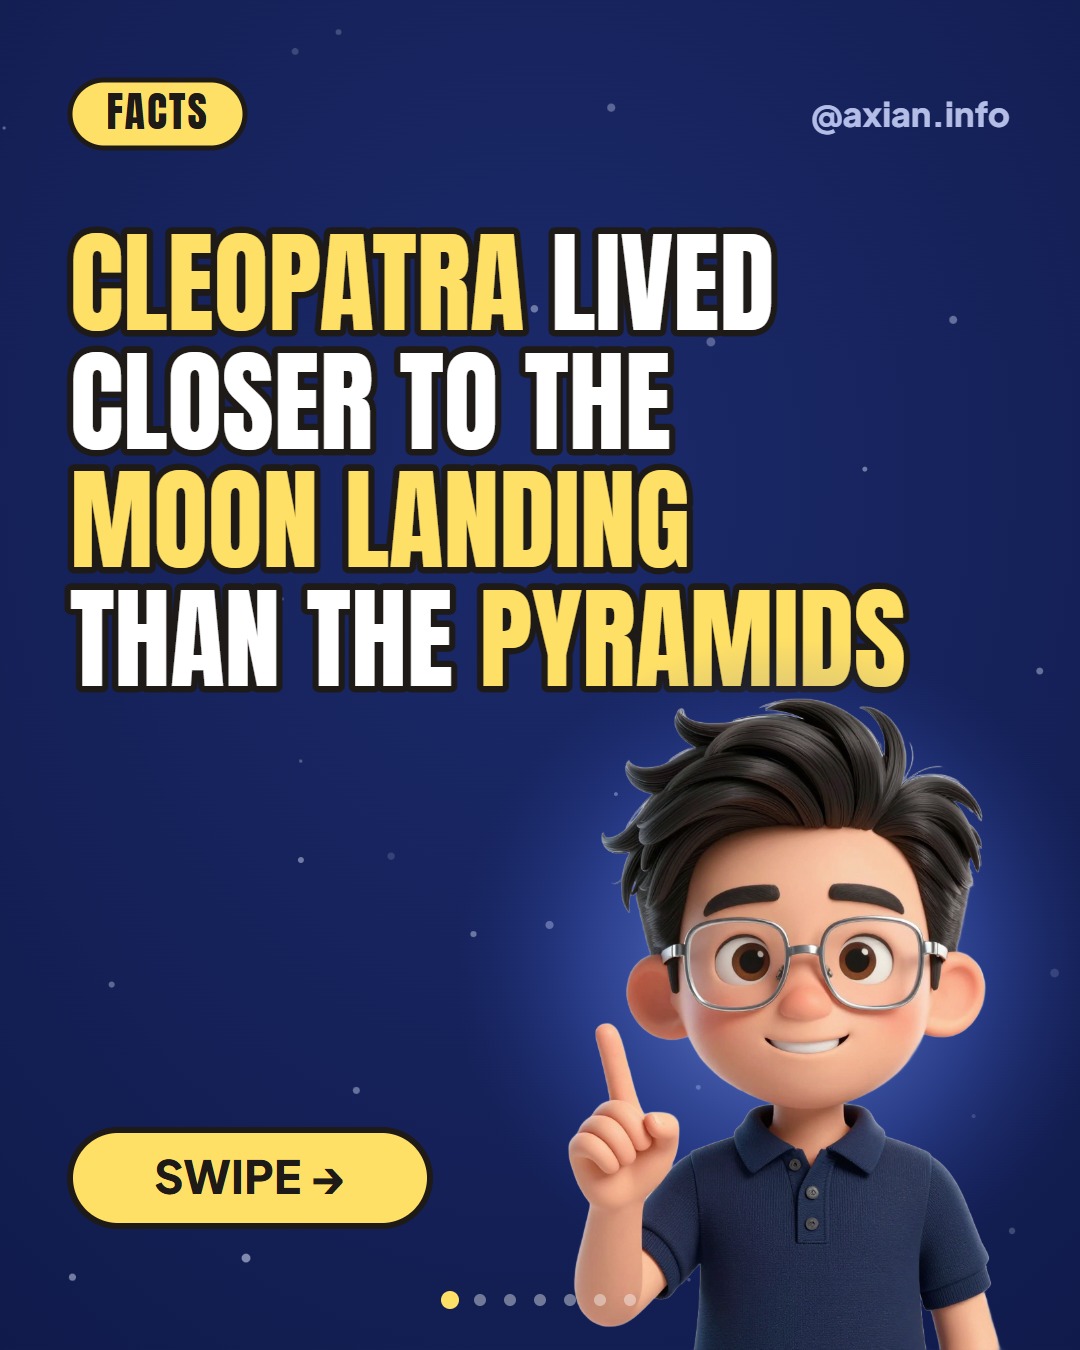 FACTS
@axian.info
CLEOPATRA LIVED
CLOSER TO THE
MOON LANDING
THAN THE PYRAMIDS
SWIPE →